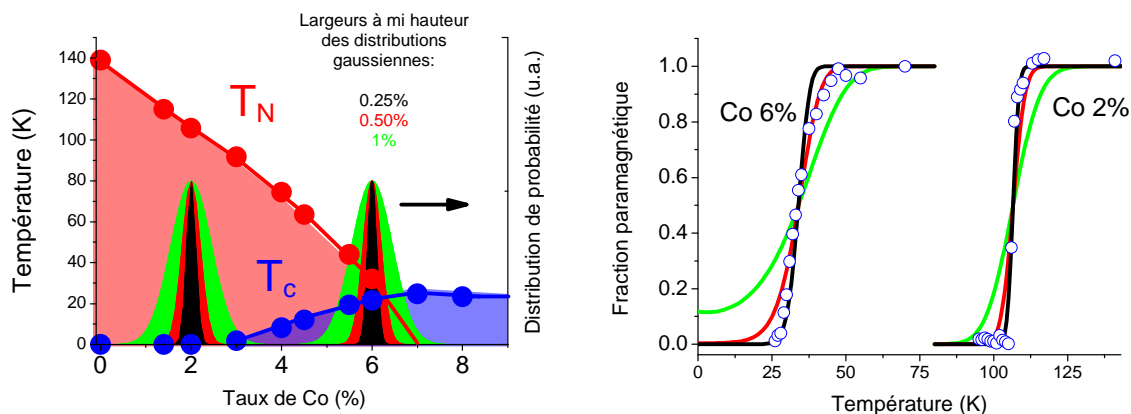 Largeurs à mi hauteur
des distributions
gaussiennes:
0.25%
0.50%
1%
T_N
T_c
Température (K)
140
120
100
80
60
40
20
0
0 2 4 6 8
Taux de Co (%)
Distribution de probabilité (u.a.)
Fraction paramagnétique
1.0
0.8
0.6
0.4
0.2
0.0
Co 6%
Co 2%
0 25 50 75 100 125
Température (K)